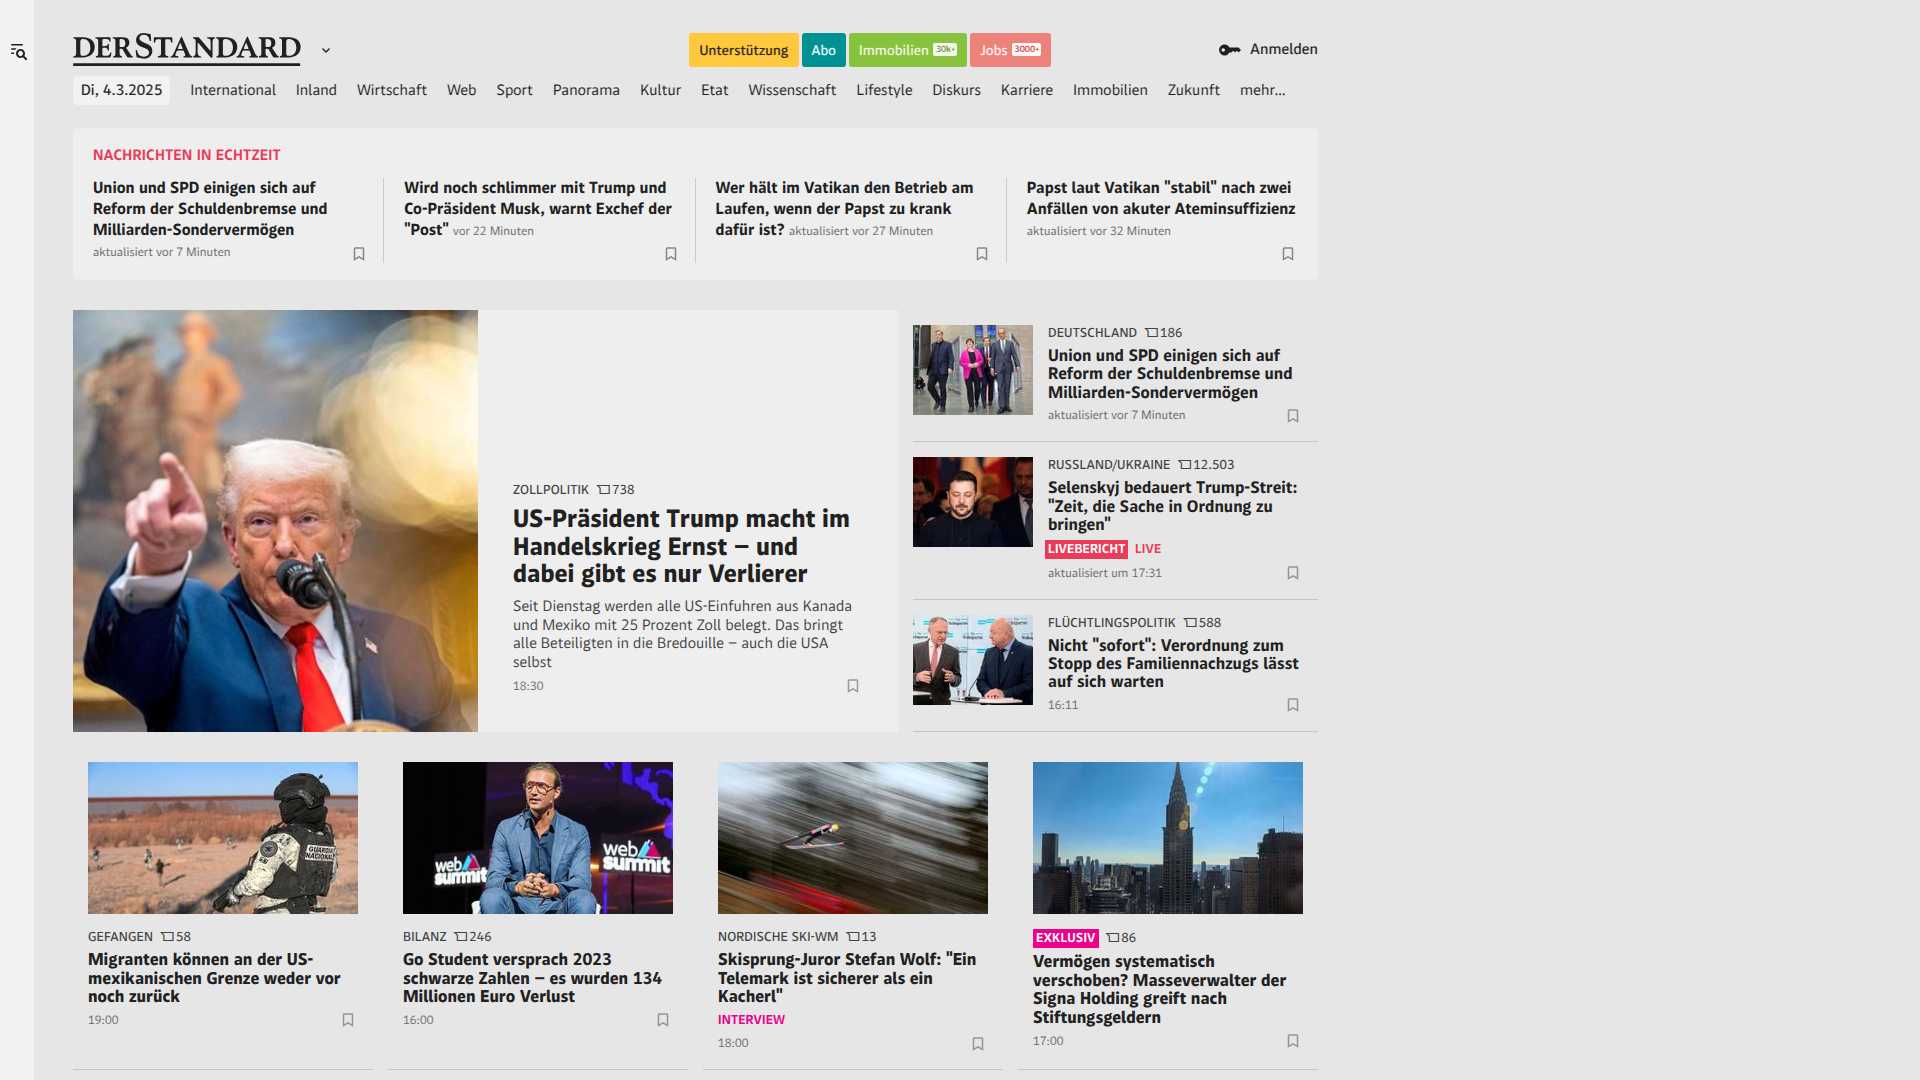 DERSTANDARD
Unterstützung Abo Immobilien 30k+ Jobs 3000+
Anmelden
Di, 4.3.2025 International Inland Wirtschaft Web Sport Panorama Kultur Etat Wissenschaft Lifestyle Diskurs Karriere Immobilien Zukunft mehr...
NACHRICHTEN IN ECHTZEIT
Union und SPD einigen sich auf
Reform der Schuldenbremse und
Milliarden-Sondervermögen
aktualisiert vor 7 Minuten
Wird noch schlimmer mit Trump und
Co-Präsident Musk, warnt Exchef der
"Post" vor 22 Minuten
Wer hält im Vatikan den Betrieb am
Laufen, wenn der Papst zu krank
dafür ist? aktualisiert vor 27 Minuten
Papst laut Vatikan "stabil" nach zwei
Anfällen von akuter Ateminsuffizienz
aktualisiert vor 32 Minuten
ZOLLPOLITIK 738
US-Präsident Trump macht im
Handelskrieg Ernst – und
dabei gibt es nur Verlierer
Seit Dienstag werden alle US-Einfuhren aus Kanada
und Mexiko mit 25 Prozent Zoll belegt. Das bringt
alle Beteiligten in die Bredouille – auch die USA
selbst
18:30
DEUTSCHLAND 186
Union und SPD einigen sich auf
Reform der Schuldenbremse und
Milliarden-Sondervermögen
aktualisiert vor 7 Minuten
RUSSLAND/UKRAINE 12.503
Selenskyj bedauert Trump-Streit:
"Zeit, die Sache in Ordnung zu
bringen"
LIVEBERICHT LIVE
aktualisiert um 17:31
FLÜCHTLINGSPOLITIK 588
Nicht "sofort": Verordnung zum
Stopp des Familiennachzugs lässt
auf sich warten
16:11
GUARDIA
NACIONAL
GEFANGEN 58
Migranten können an der US-
mexikanischen Grenze weder vor
noch zurück
19:00
web
summit
web
summit
BILANZ 246
Go Student versprach 2023
schwarze Zahlen – es wurden 134
Millionen Euro Verlust
16:00
NORDISCHE SKI-WM 13
Skisprung-Juror Stefan Wolf: "Ein
Telemark ist sicherer als ein
Kacherl"
INTERVIEW
18:00
EXKLUSIV 86
Vermögen systematisch
verschoben? Masseverwalter der
Signa Holding greift nach
Stiftungsgeldern
17:00